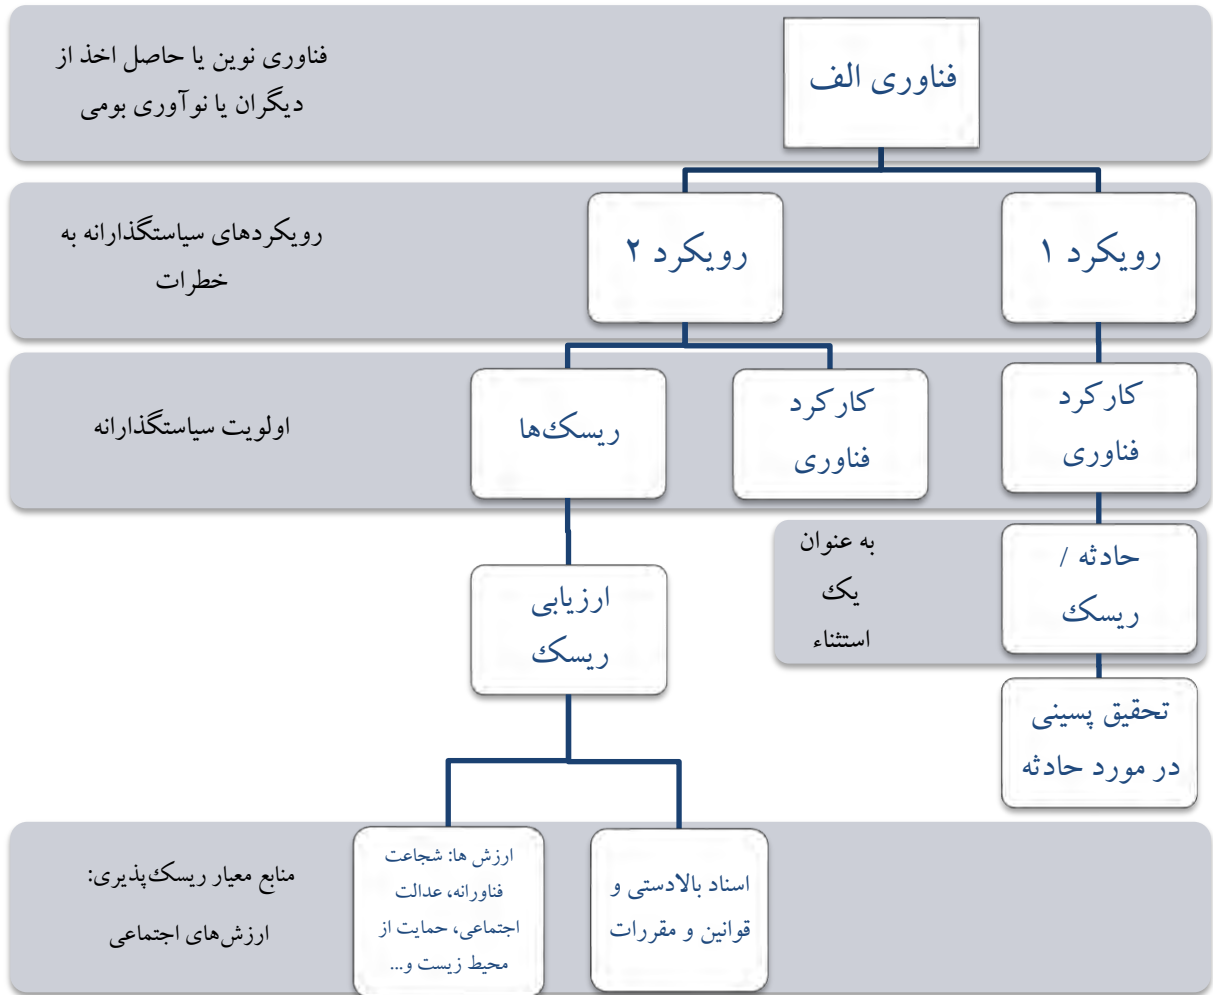 فناوری الف
فناوری نوین یا حاصل اخذ از
دیگران یا نوآوری بومی
رویکرد ۱
رویکرد ۲
رویکردهای سیاستگذارانه به
خطرات
کارکرد
فناوری
کارکرد
فناوری
ریسک‌ها
اولویت سیاستگذارانه
حادثه /
ریسک
به عنوان
یک
استثناء
ارزیابی
ریسک
تحقیق پسینی
در مورد حادثه
اسناد بالادستی و
قوانین و مقررات
ارزش ها: شجاعت
فناورانه، عدالت
اجتماعی، حمایت از
محیط زیست و...
منابع معیار ریسک‌پذیری:
ارزش‌های اجتماعی